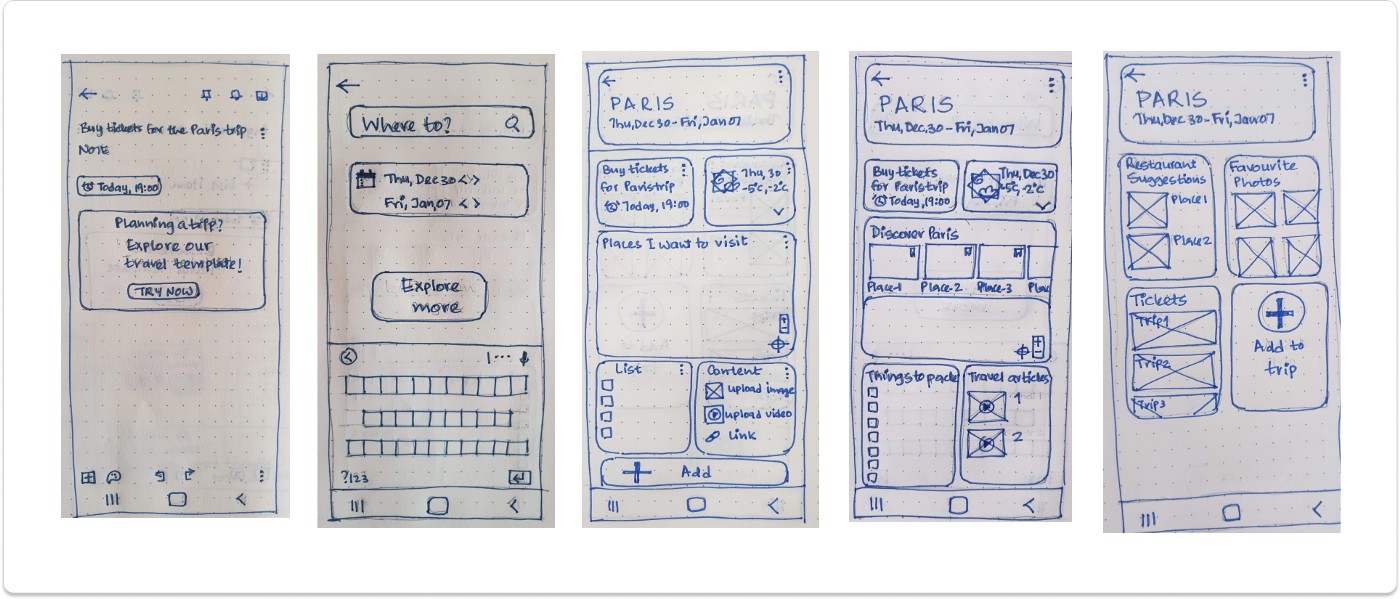 Buy tickets for the Paris trip
NOTE
Today, 19:00
Planning a trip?
Explore our
travel template!
TRY NOW
Where to?
Thu, Dec 30 < >
Fri, Jan, 07 < >
Explore
more
?123
PARIS
Thu, Dec 30 - Fri, Jan 07
Buy tickets
for Paris trip
Today, 19:00
Thu, 30
-5°C, -2°C
Places I want to visit
+
-
List
Content
upload image
upload video
Link
+ Add
PARIS
Thu, Dec, 30 - Fri, Jan 07
Buy tickets
for Paris trip
Today, 19:00
Thu, Dec 30
-5°C, -2°C
Discover Paris
Place-1 Place-2 Place-3 Plac
+
-
Things to pack
Travel articles
1
2
PARIS
Thu, Dec 30 - Fri, Jan 07
Restaurant
Suggestions
Place 1
Place 2
Favourite
Photos
Tickets
Trip1
Trip2
Trip3
+
Add to
trip